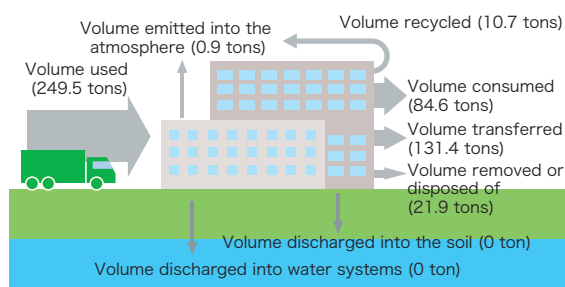 Volume emitted into the
atmosphere (0.9 tons)
Volume recycled (10.7 tons)
Volume used
(249.5 tons)
Volume consumed
(84.6 tons)
Volume transferred
(131.4 tons)
Volume removed or
disposed of
(21.9 tons)
Volume discharged into the soil (0 ton)
Volume discharged into water systems (0 ton)